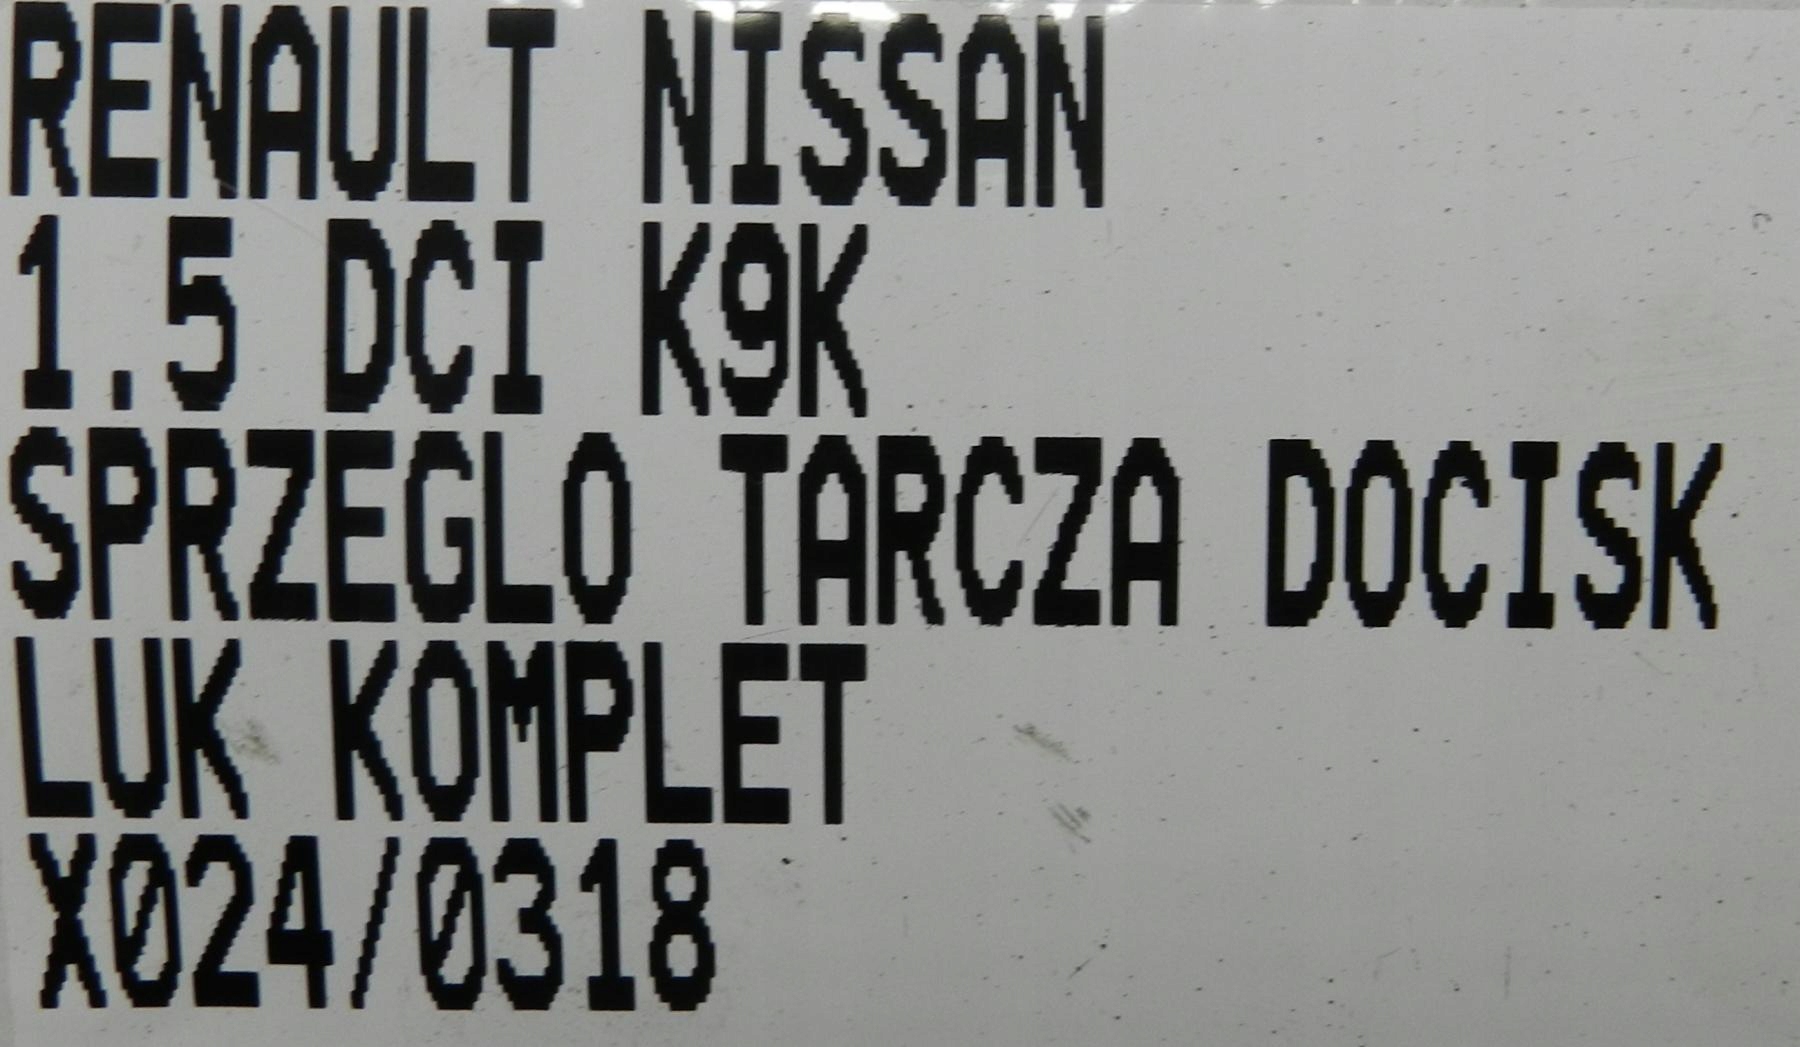 RENAULT NISSAN
1.5 DCI K9K
SPRZEGLO TARCZA DOCISK
LUK KOMPLET
X024/0318